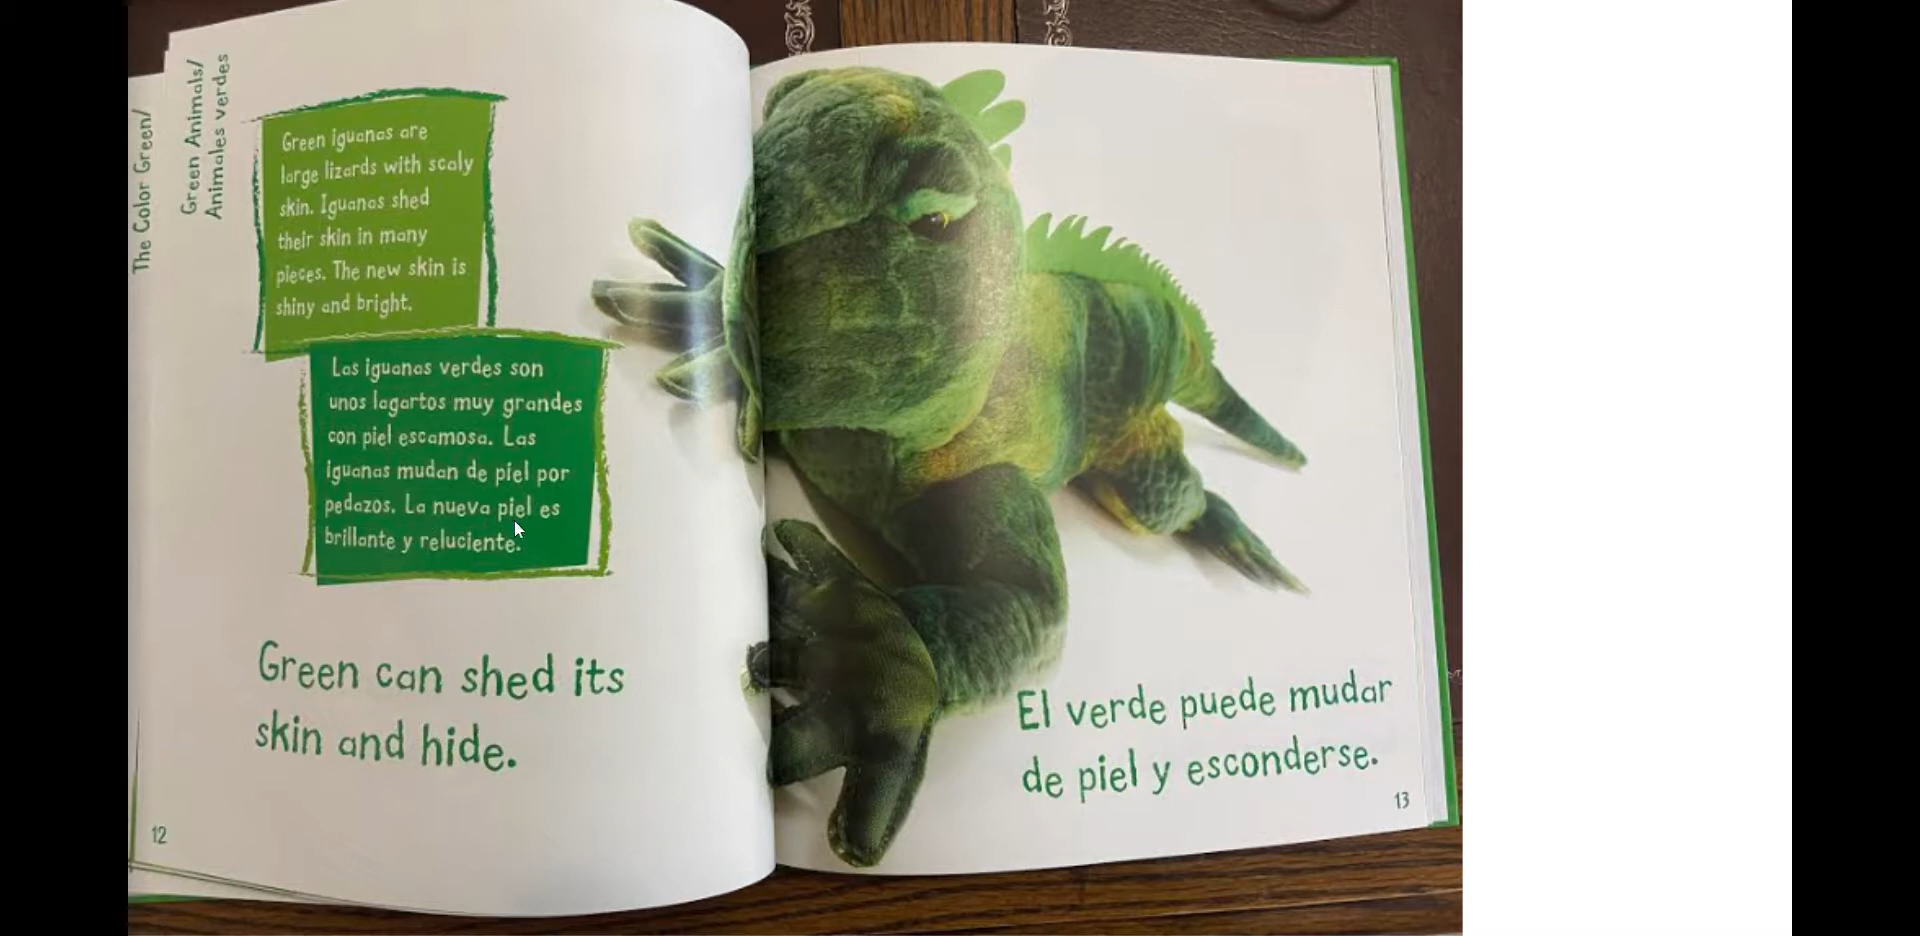 The Color Green/
Green Animals/
Animales verdes
Green iguanas are
large lizards with scaly
skin. Iguanas shed
their skin in many
pieces. The new skin is
shiny and bright.
Las iguanas verdes son
unos lagartos muy grandes
con piel escamosa. Las
iguanas mudan de piel por
pedazos. La nueva piel es
brillante y reluciente.
Green can shed its
skin and hide.
12
El verde puede mudar
de piel y esconderse.
13